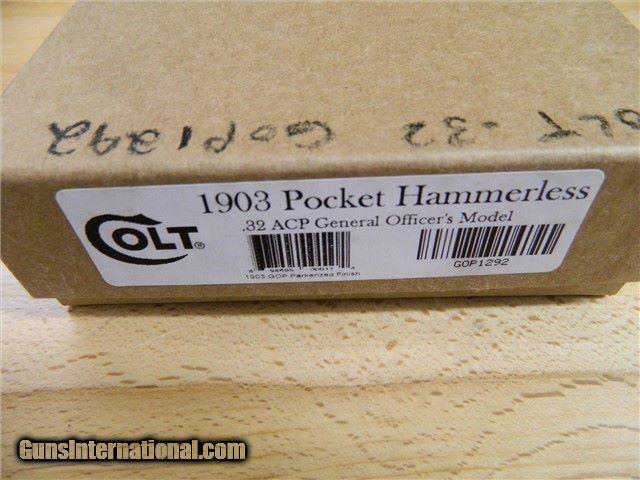 OLT -32 GOP1292
1903 Pocket Hammerless
.32 ACP General Officer's Model
COLT®
GOP1292
1903 GOP Parkerized Finish
GunsInternational.com